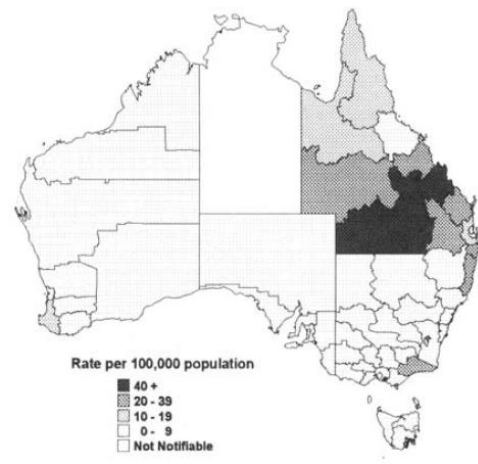 Rate per 100,000 population
40 +
20 - 39
10 - 19
0 - 9
Not Notifiable